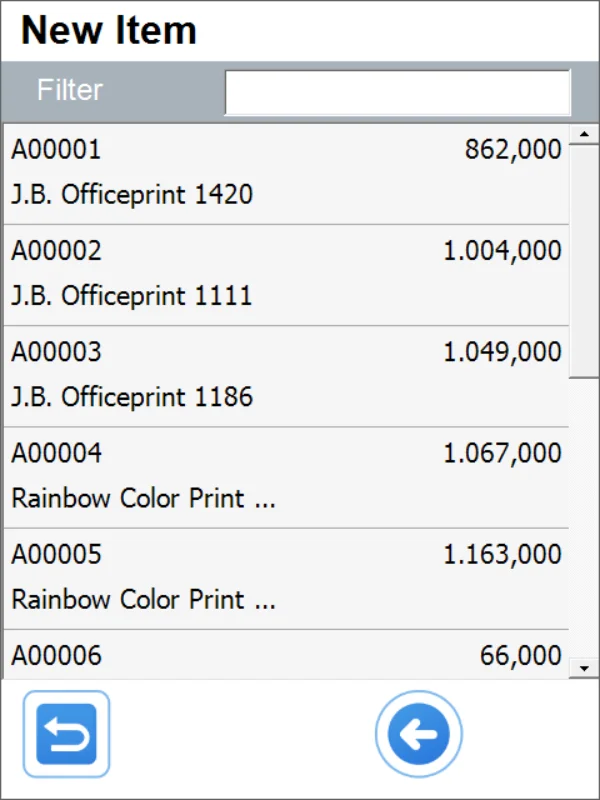 New Item
Filter
A00001 862,000
J.B. Officeprint 1420
A00002 1.004,000
J.B. Officeprint 1111
A00003 1.049,000
J.B. Officeprint 1186
A00004 1.067,000
Rainbow Color Print ...
A00005 1.163,000
Rainbow Color Print ...
A00006 66,000